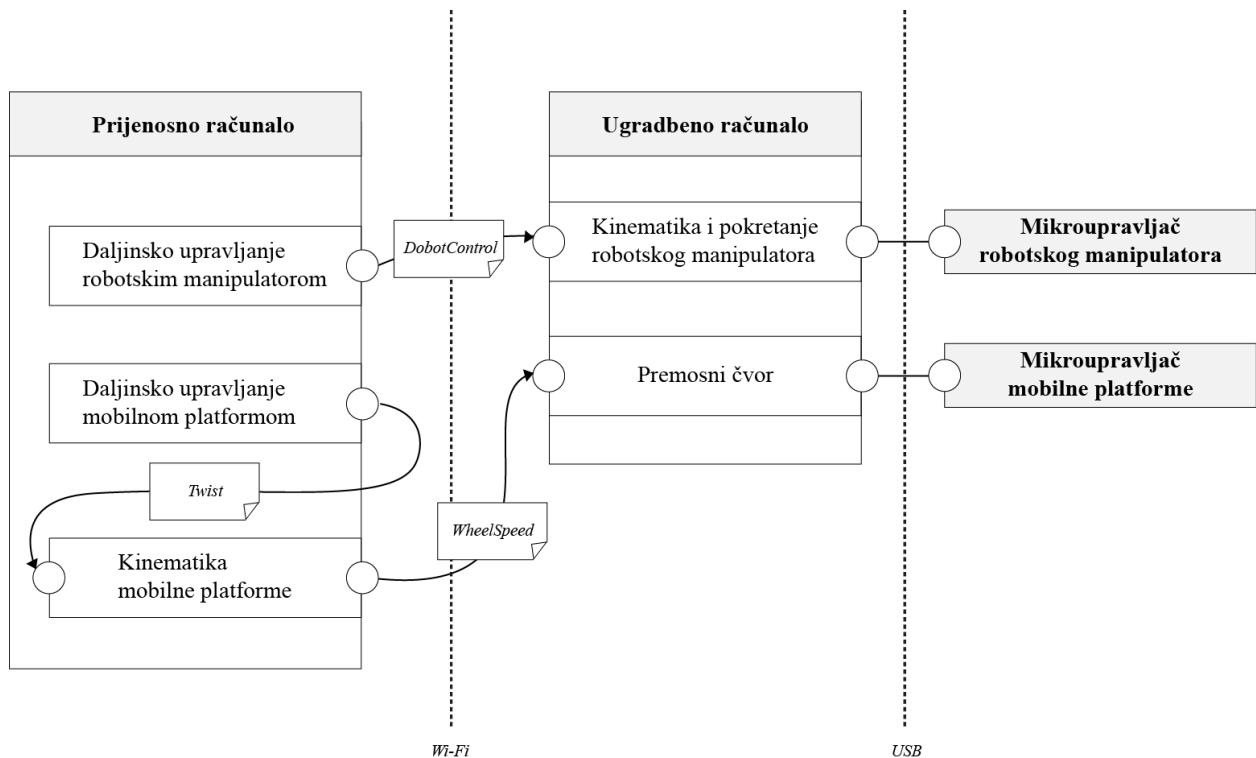 Prijenosno računalo
Daljinsko upravljanje
robotskim manipulatorom
Daljinsko upravljanje
mobilnom platformom
Twist
Kinematika
mobilne platforme
DobotControl
WheelSpeed
Wi-Fi
Ugradbeno računalo
Kinematika i pokretanje
robotskog manipulatora
Premosni čvor
USB
Mikroupravljač
robotskog manipulatora
Mikroupravljač
mobilne platforme